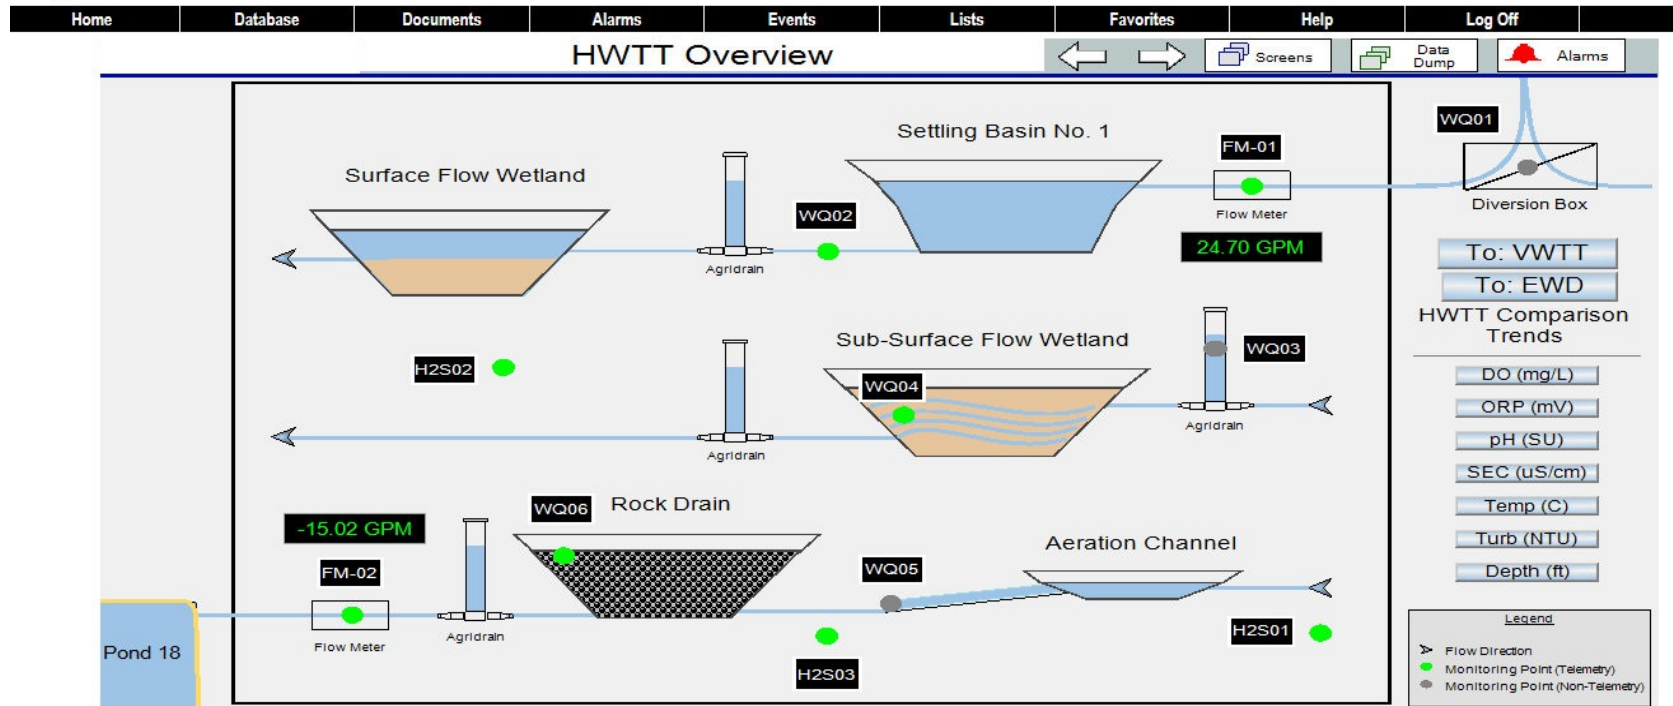 Home Database Documents Alarms Events Lists Favorites Help Log Off
HWTT Overview
Screens
Data
Dump
Alarms
WQ01
Diversion Box
Settling Basin No. 1
FM-01
Flow Meter
24.70 GPM
Surface Flow Wetland
WQ02
Agridrain
To: VWTT
To: EWD
HWTT Comparison
Trends
DO (mg/L)
ORP (mV)
pH (SU)
SEC (uS/cm)
Temp (C)
Turb (NTU)
Depth (ft)
H2S02
Agridrain
Sub-Surface Flow Wetland
WQ04
WQ03
Agridrain
-15.02 GPM
FM-02
Flow Meter
Agridrain
WQ06
Rock Drain
WQ05
Aeration Channel
H2S01
H2S03
Pond 18
Legend
Flow Direction
Monitoring Point (Telemetry)
Monitoring Point (Non-Telemetry)